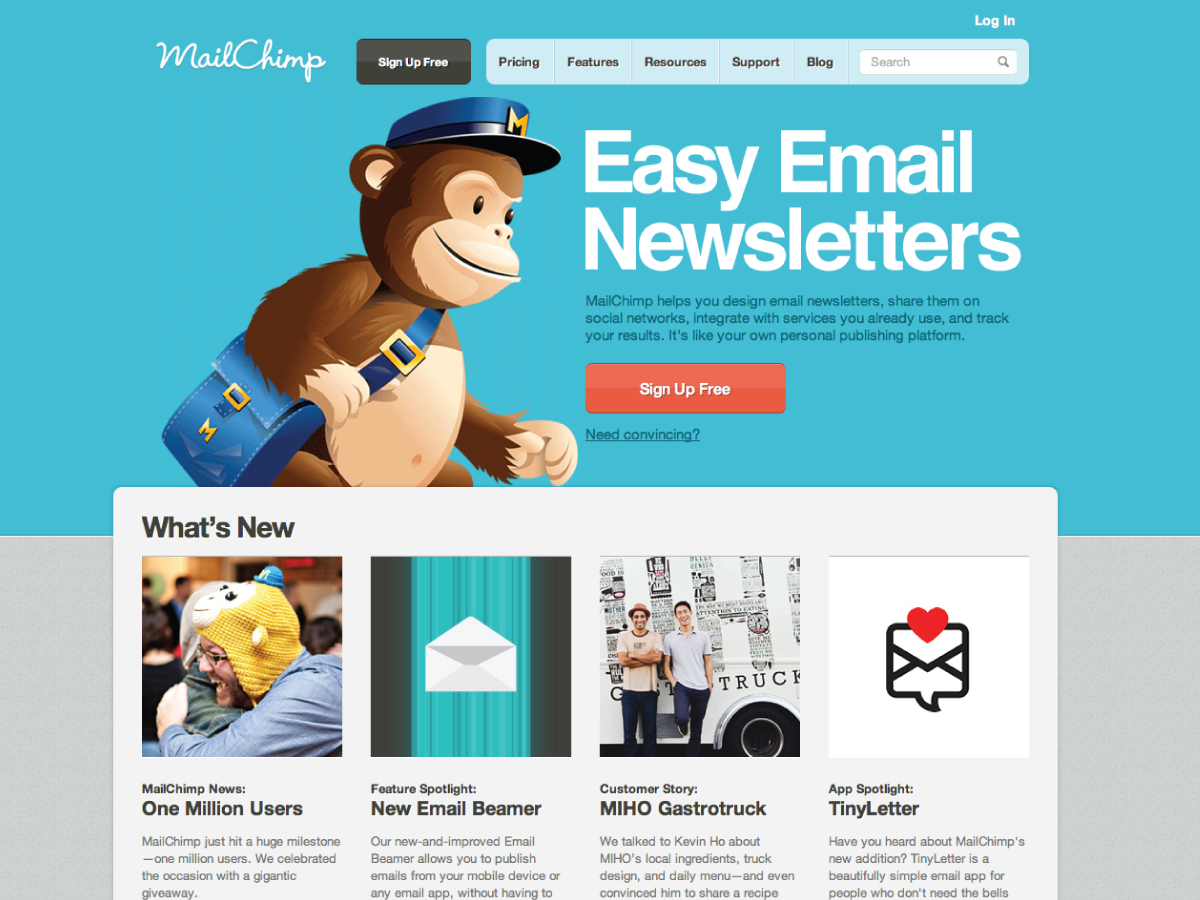 Log In
MailChimp
Sign Up Free
Pricing
Features
Resources
Support
Blog
Search
M
Easy Email
Newsletters
MailChimp helps you design email newsletters, share them on
social networks, integrate with services you already use, and track
your results. It's like your own personal publishing platform.
Sign Up Free
Need convincing?
M
What's New
TRUCK
MailChimp News:
One Million Users
MailChimp just hit a huge milestone
—one million users. We celebrated
the occasion with a gigantic
giveaway.
Feature Spotlight:
New Email Beamer
Our new-and-improved Email
Beamer allows you to publish
emails from your mobile device or
any email app, without having to
Customer Story:
MIHO Gastrotruck
We talked to Kevin Ho about
MIHO's local ingredients, truck
design, and daily menu—and even
convinced him to share a recipe
App Spotlight:
TinyLetter
Have you heard about MailChimp's
new addition? TinyLetter is a
beautifully simple email app for
people who don't need the bells